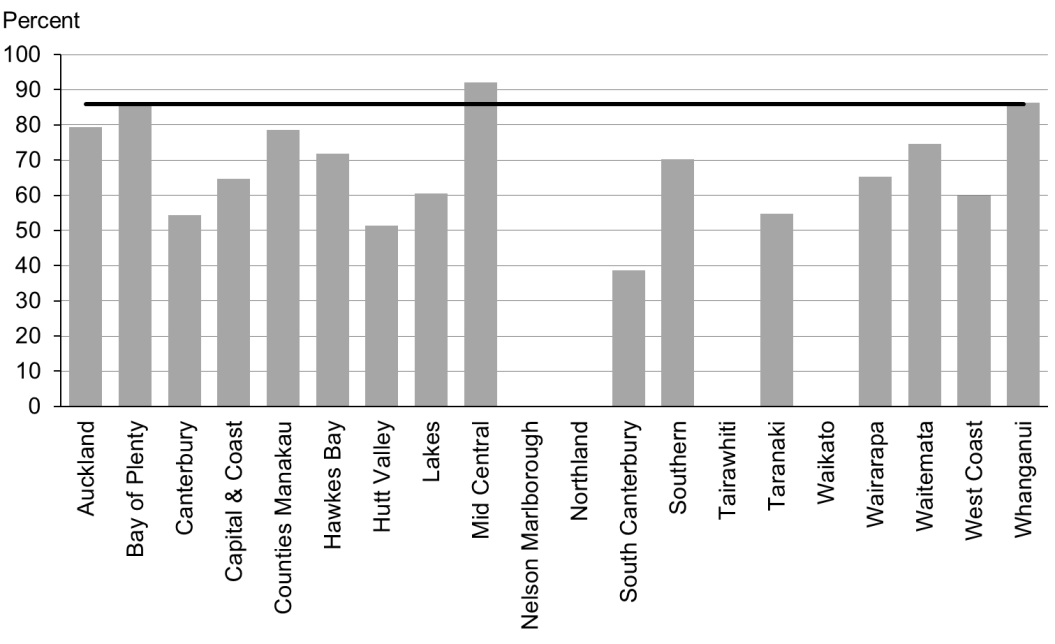 Percent
100
90
80
70
60
50
40
30
20
10
0
Auckland
Bay of Plenty
Canterbury
Capital & Coast
Counties Manakau
Hawkes Bay
Hutt Valley
Lakes
Mid Central
Nelson Marlborough
Northland
South Canterbury
Southern
Tairawhiti
Taranaki
Waikato
Wairarapa
Waitemata
West Coast
Whanganui